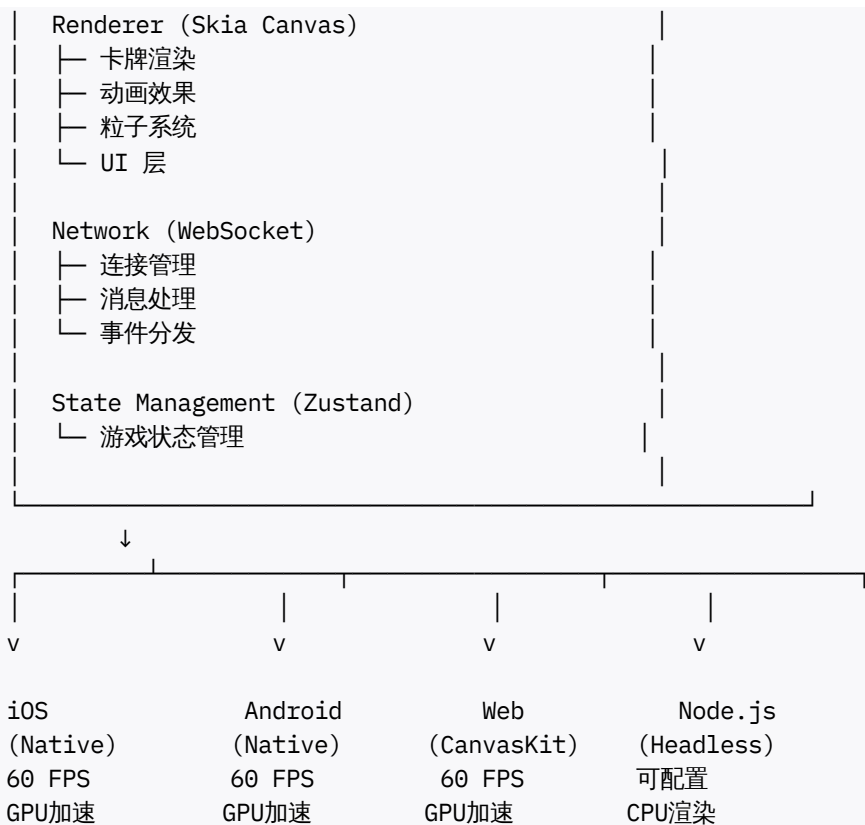 │  Renderer (Skia Canvas)                         │
│  ├─ 卡牌渲染                                     │
│  ├─ 动画效果                                     │
│  ├─ 粒子系统                                     │
│  └─ UI 层                                       │
│                                                 │
│  Network (WebSocket)                            │
│  ├─ 连接管理                                     │
│  ├─ 消息处理                                     │
│  └─ 事件分发                                     │
│                                                 │
│  State Management (Zustand)                     │
│  └─ 游戏状态管理                                 │
│                                                 │
└─────────────────────────────────────────────────┘
↓
v v v v
iOS Android Web Node.js
(Native) (Native) (CanvasKit) (Headless)
60 FPS 60 FPS 60 FPS 可配置
GPU加速 GPU加速 GPU加速 CPU渲染